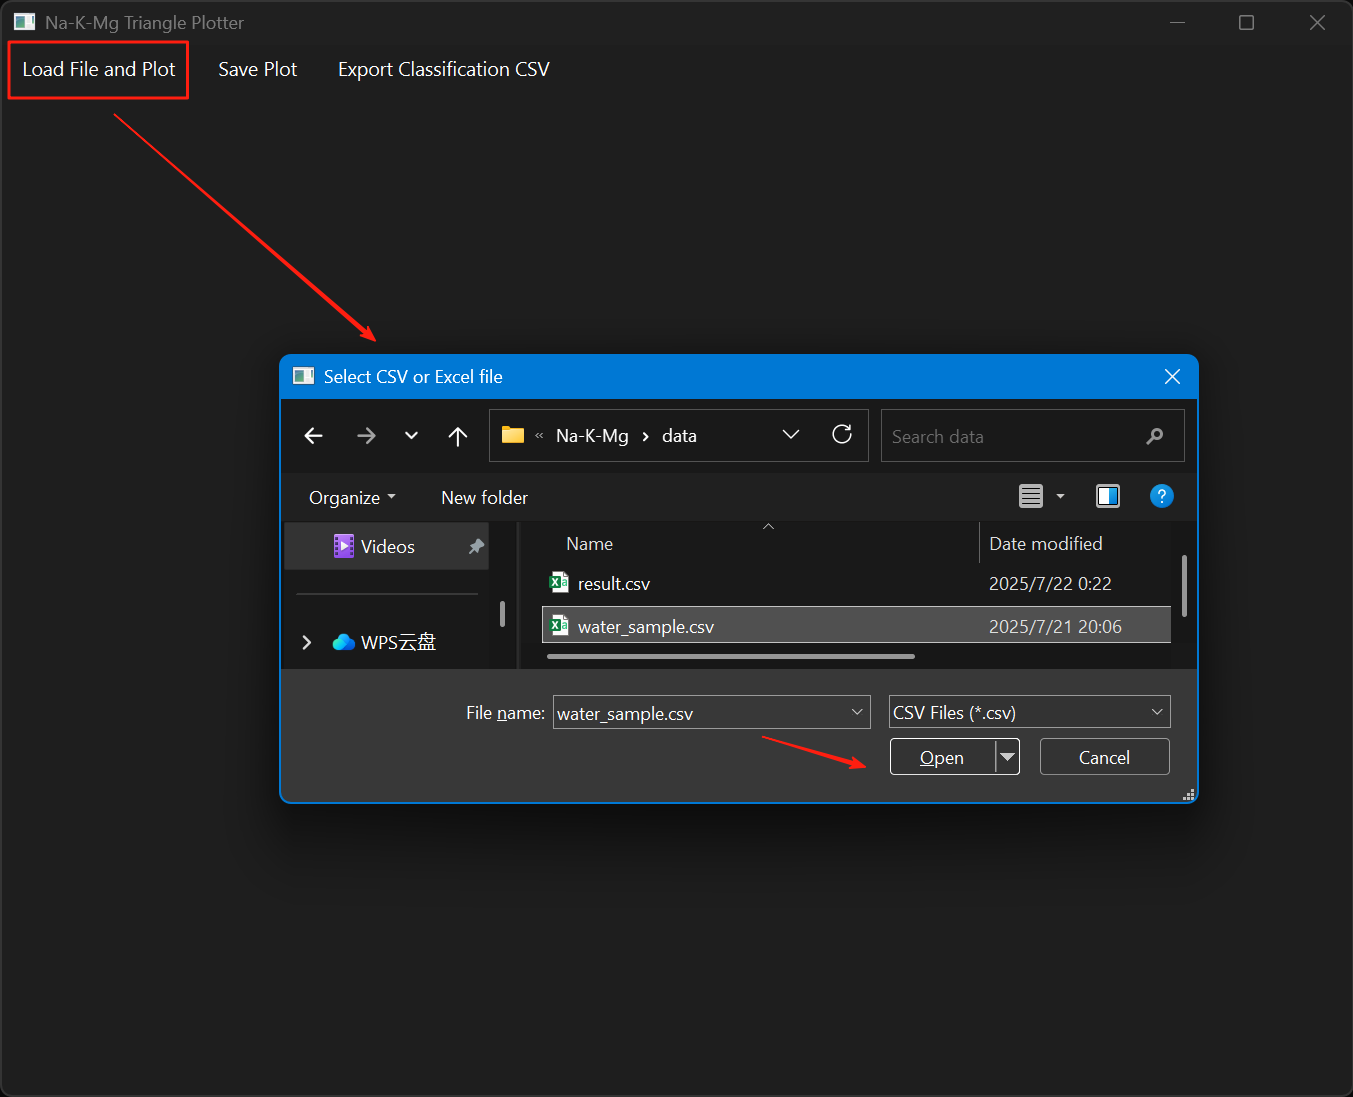 Na-K-Mg Triangle Plotter
Load File and Plot Save Plot Export Classification CSV
Select CSV or Excel file
« Na-K-Mg › data Search data
Organize New folder ?
Videos
Name Date modified
result.csv 2025/7/22 0:22
water_sample.csv 2025/7/21 20:06
WPS云盘
File name: water_sample.csv CSV Files (*.csv)
Open Cancel